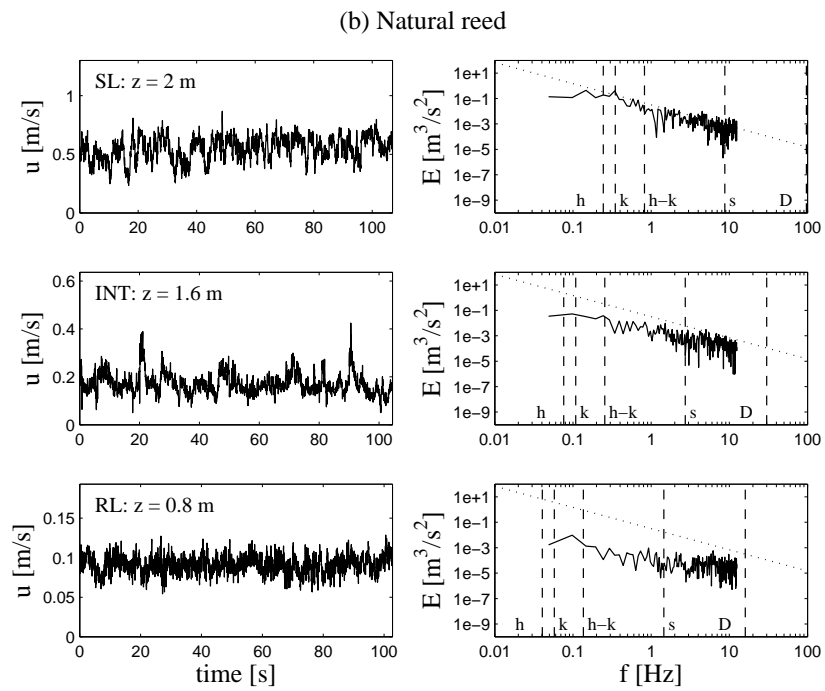 (b) Natural reed
SL: z = 2 m
u [m/s]
1
0.5
0
0 20 40 60 80 100
E [m³/s²]
1e+1
1e−1
1e−3
1e−5
1e−7
1e−9
h k h−k s D
0.01 0.1 1 10 100
INT: z = 1.6 m
u [m/s]
0.6
0.4
0.2
0
0 20 40 60 80 100
E [m³/s²]
1e+1
1e−1
1e−3
1e−5
1e−7
1e−9
h k h−k s D
0.01 0.1 1 10 100
RL: z = 0.8 m
u [m/s]
0.15
0.1
0.05
0
0 20 40 60 80 100
time [s]
E [m³/s²]
1e+1
1e−1
1e−3
1e−5
1e−7
1e−9
h k h−k s D
0.01 0.1 1 10 100
f [Hz]